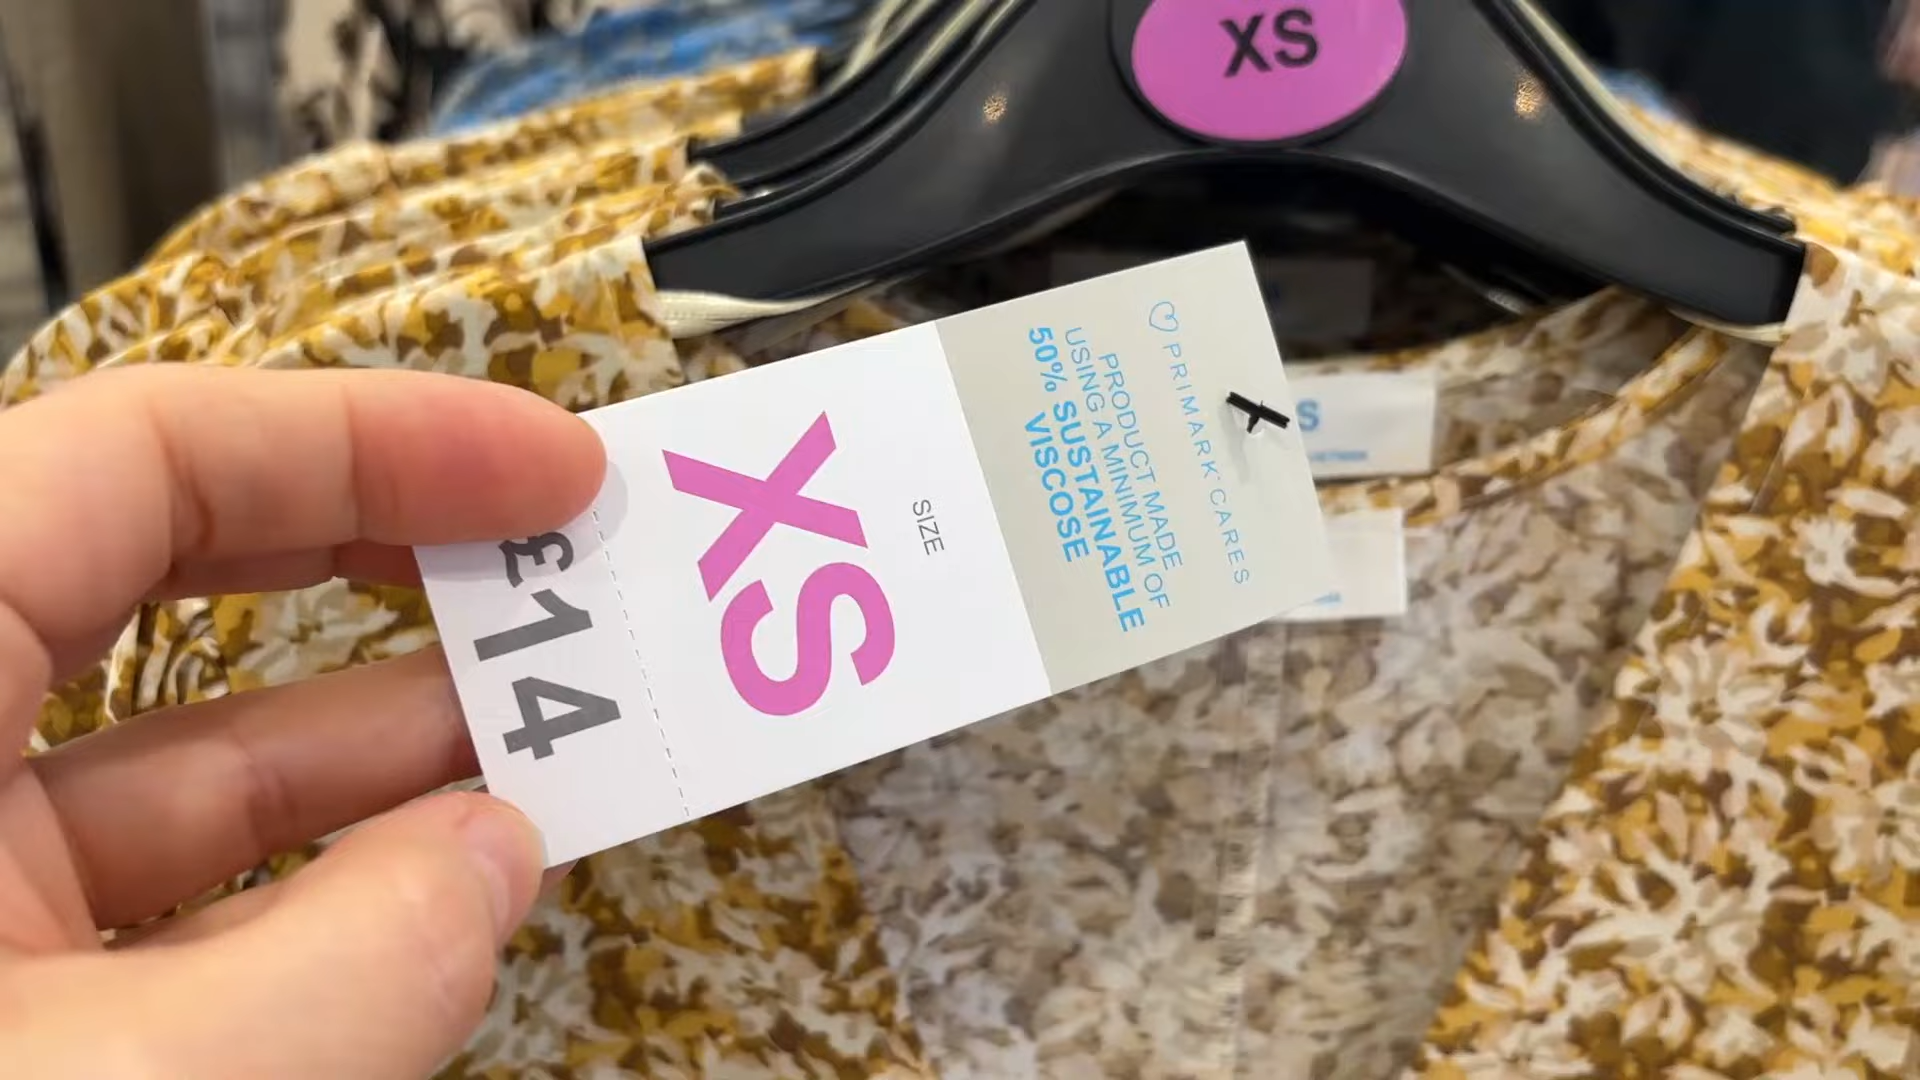 XS
PRIMARK CARES
PRODUCT MADE
USING A MINIMUM OF
50% SUSTAINABLE
VISCOSE
SIZE
XS
£14
S